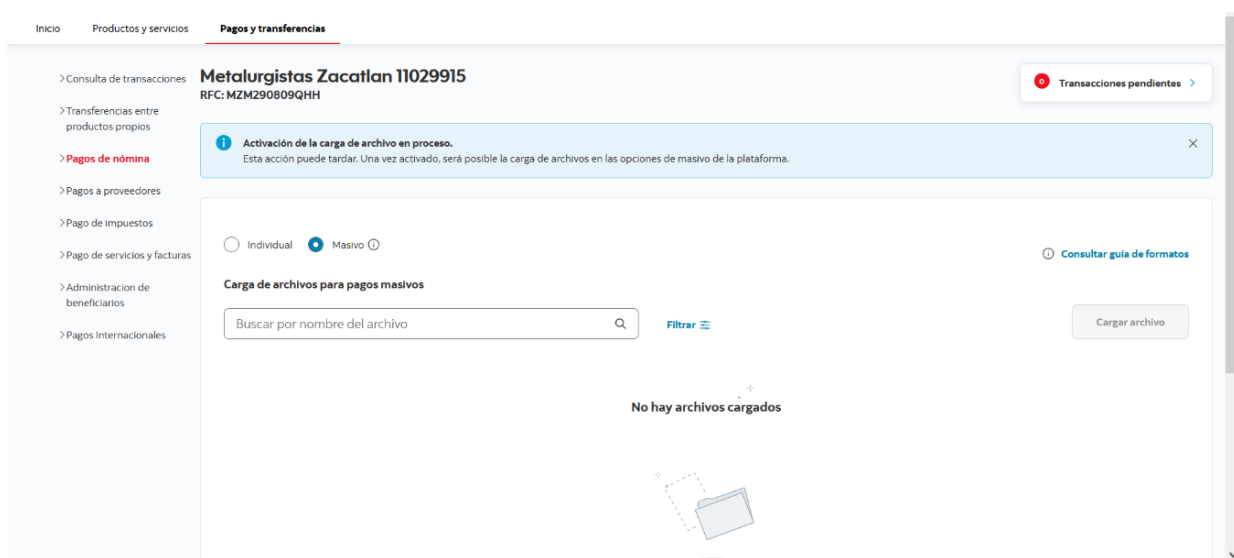 Inicio
Productos y servicios
Pagos y transferencias
Consulta de transacciones
Transferencias entre
productos propios
Pagos de nómina
Pagos a proveedores
Pago de impuestos
Pago de servicios y facturas
Administracion de
beneficiarios
Pagos Internacionales
Metalurgistas Zacatlan 11029915
RFC: MZM290809QHH
0 Transacciones pendientes
Activación de la carga de archivo en proceso.
Esta acción puede tardar. Una vez activado, será posible la carga de archivos en las opciones de masivo de la plataforma.
Individual
Masivo
Consultar guía de formatos
Carga de archivos para pagos masivos
Buscar por nombre del archivo
Filtrar
Cargar archivo
No hay archivos cargados